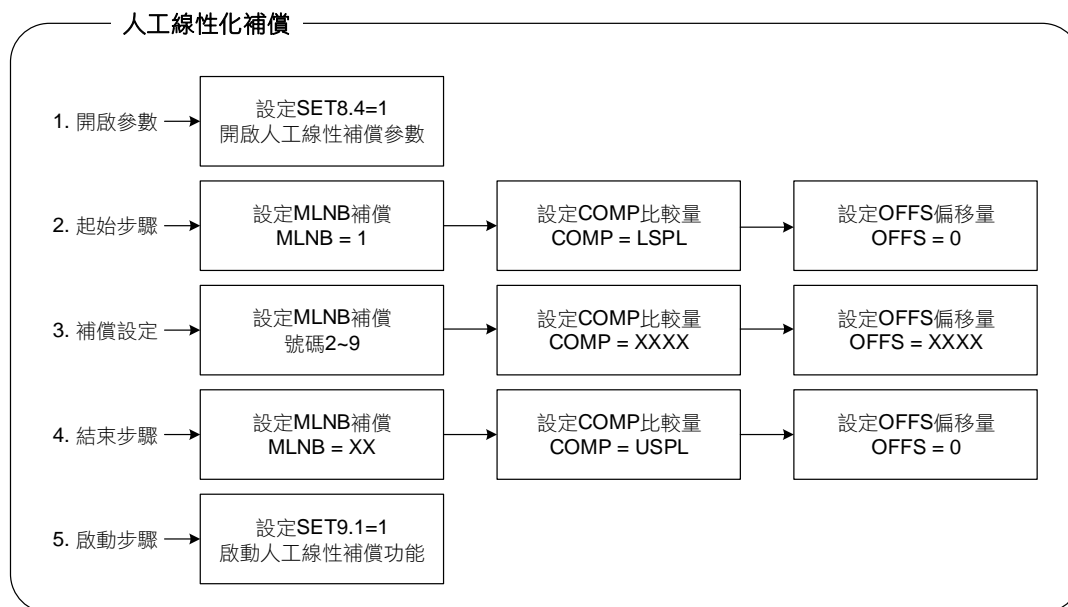 人工線性化補償
1. 開啟參數
設定SET8.4=1
開啟人工線性補償參數
2. 起始步驟
設定MLNB補償
MLNB = 1
設定COMP比較量
COMP = LSPL
設定OFFS偏移量
OFFS = 0
3. 補償設定
設定MLNB補償
號碼2~9
設定COMP比較量
COMP = XXXX
設定OFFS偏移量
OFFS = XXXX
4. 結束步驟
設定MLNB補償
MLNB = XX
設定COMP比較量
COMP = USPL
設定OFFS偏移量
OFFS = 0
5. 啟動步驟
設定SET9.1=1
啟動人工線性補償功能